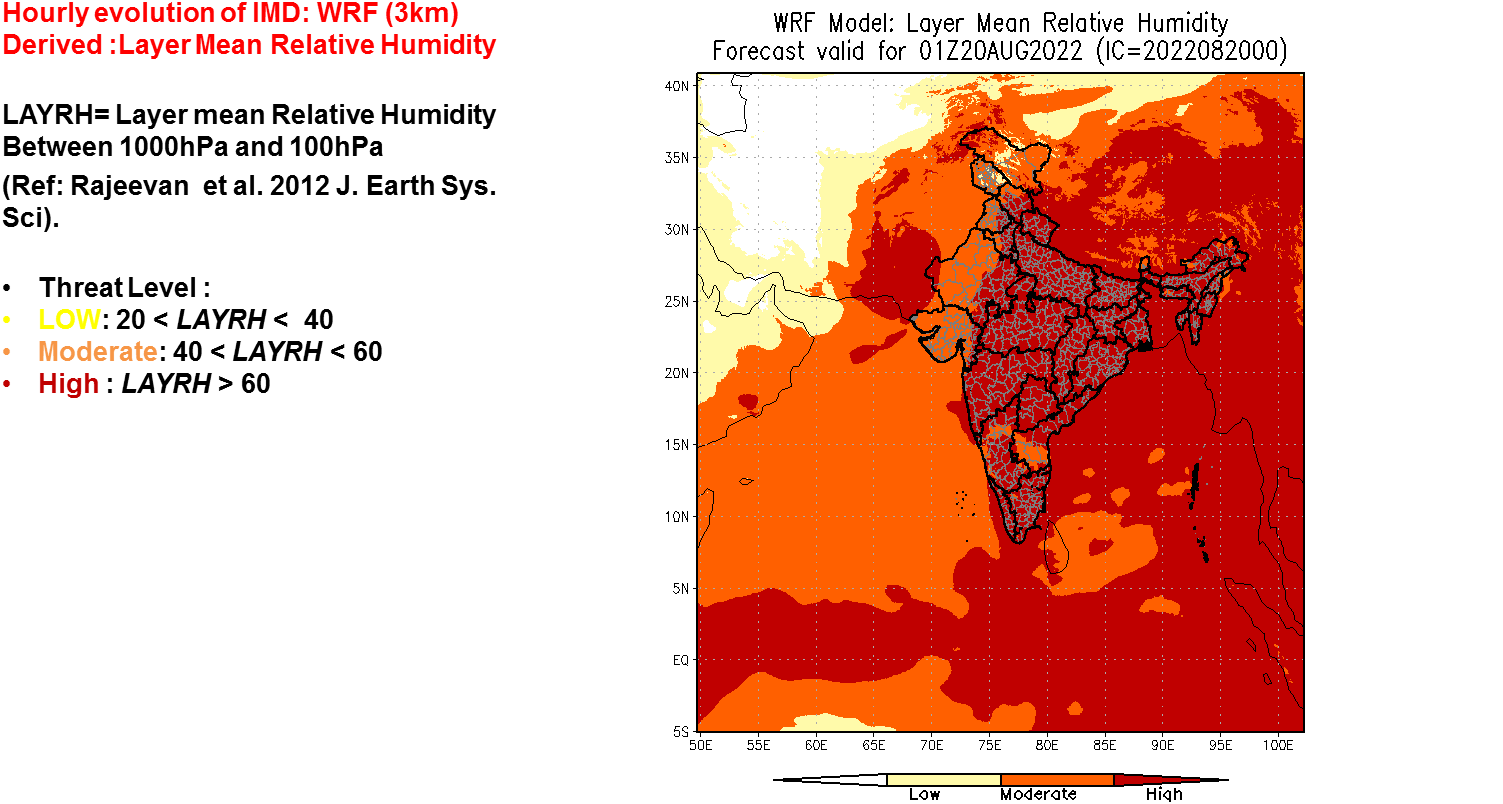 Hourly evolution of IMD: WRF (3km)
Derived :Layer Mean Relative Humidity
LAYRH= Layer mean Relative Humidity
Between 1000hPa and 100hPa
(Ref: Rajeevan et al. 2012 J. Earth Sys.
Sci).
• Threat Level :
• LOW: 20 < LAYRH < 40
• Moderate: 40 < LAYRH < 60
• High : LAYRH > 60
WRF Model: Layer Mean Relative Humidity
Forecast valid for 01Z20AUG2022 (IC=2022082000)
40N
35N
30N
25N
20N
15N
10N
5N
EQ
5S
50E 55E 60E 65E 70E 75E 80E 85E 90E 95E 100E
Low Moderate High